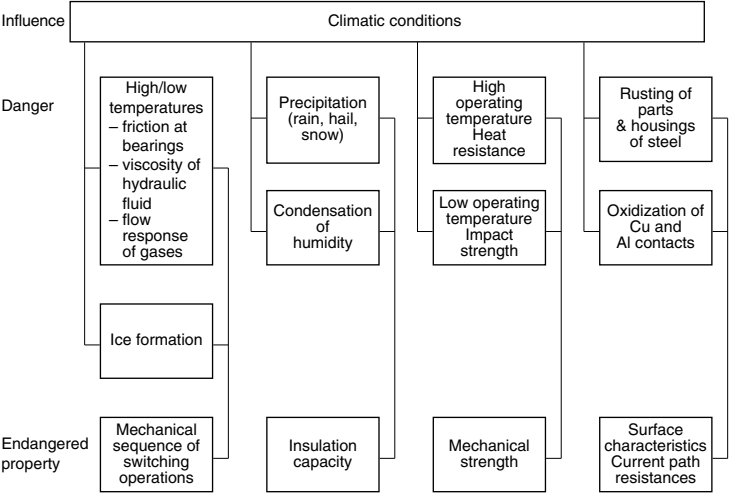 Influence
Climatic conditions
Danger
High/low
temperatures
– friction at
bearings
– viscosity of
hydraulic
fluid
– flow
response
of gases
Precipitation
(rain, hail,
snow)
High
operating
temperature
Heat
resistance
Rusting of
parts
& housings
of steel
Condensation
of
humidity
Low operating
temperature
Impact
strength
Oxidization of
Cu and
Al contacts
Ice formation
Endangered
property
Mechanical
sequence of
switching
operations
Insulation
capacity
Mechanical
strength
Surface
characteristics
Current path
resistances